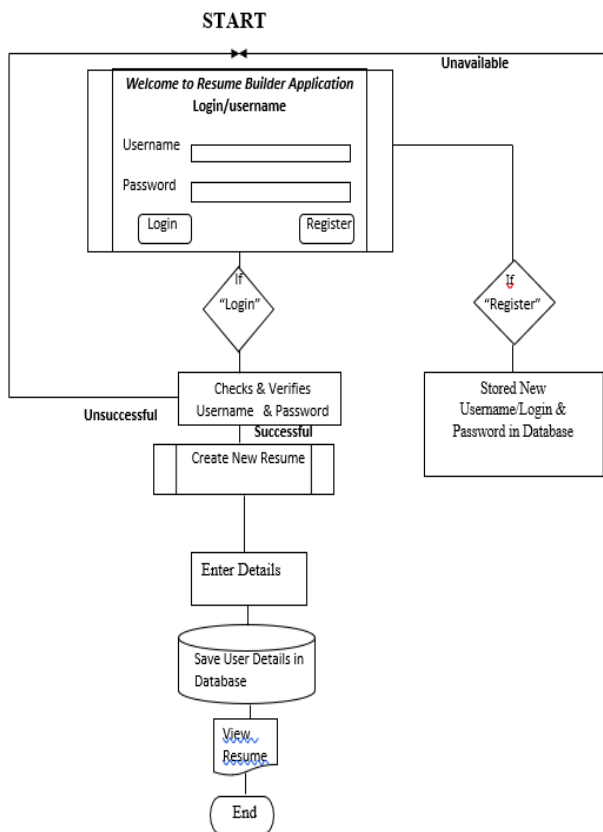 START
Unavailable
Welcome to Resume Builder Application
Login/username
Username
Password
Login
Register
If
“Login”
If
“Register”
Checks & Verifies
Username & Password
Unsuccessful
Successful
Stored New
Username/Login &
Password in Database
Create New Resume
Enter Details
Save User Details in
Database
View
Resume
End